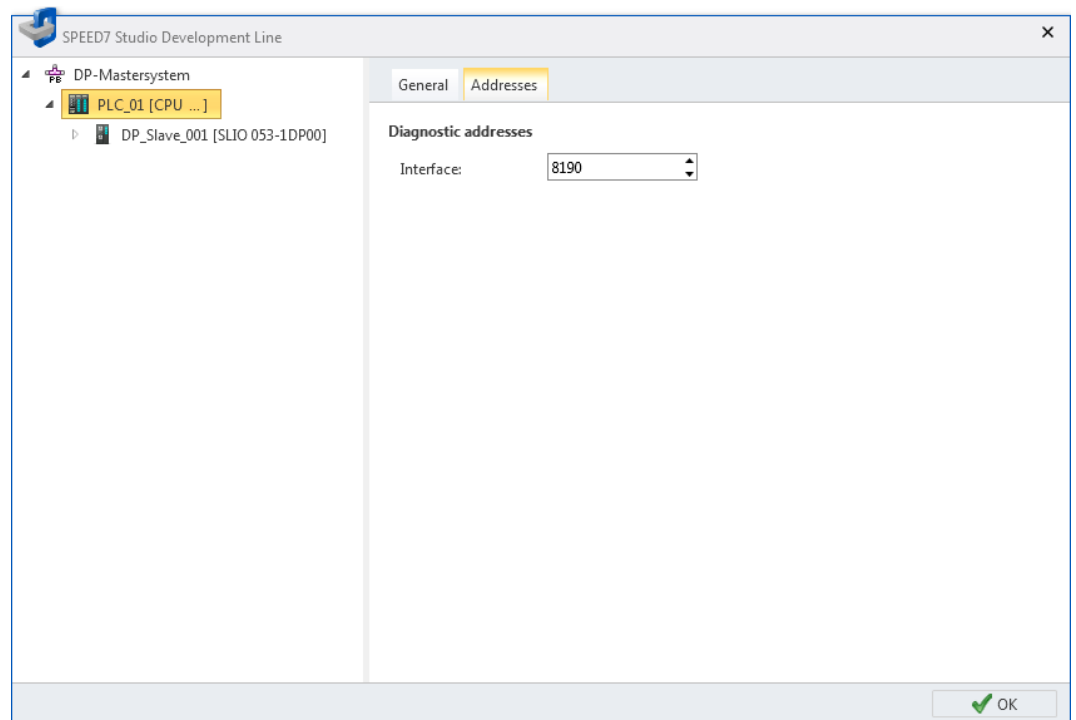 SPEED7 Studio Development Line
DP-Mastersystem
PB
PLC_01 [CPU ...]
DP_Slave_001 [SLIO 053-1DP00]
General Addresses
Diagnostic addresses
Interface: 8190
OK